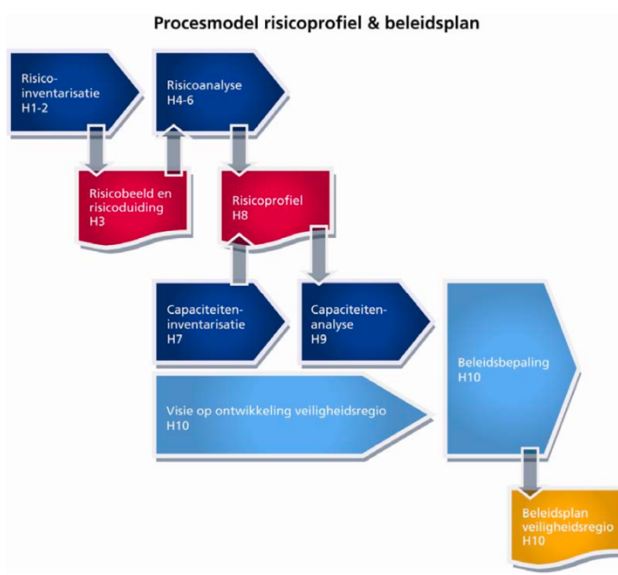 Procesmodel risicoprofiel & beleidsplan
Risico-
inventarisatie
H1-2
Risicoanalyse
H4-6
Risicobeeld en
risicoduiding
H3
Risicoprofiel
H8
Capaciteiten-
inventarisatie
H7
Capaciteiten-
analyse
H9
Beleidsbepaling
H10
Visie op ontwikkeling veiligheidsregio
H10
Beleidsplan
veiligheidsregio
H10